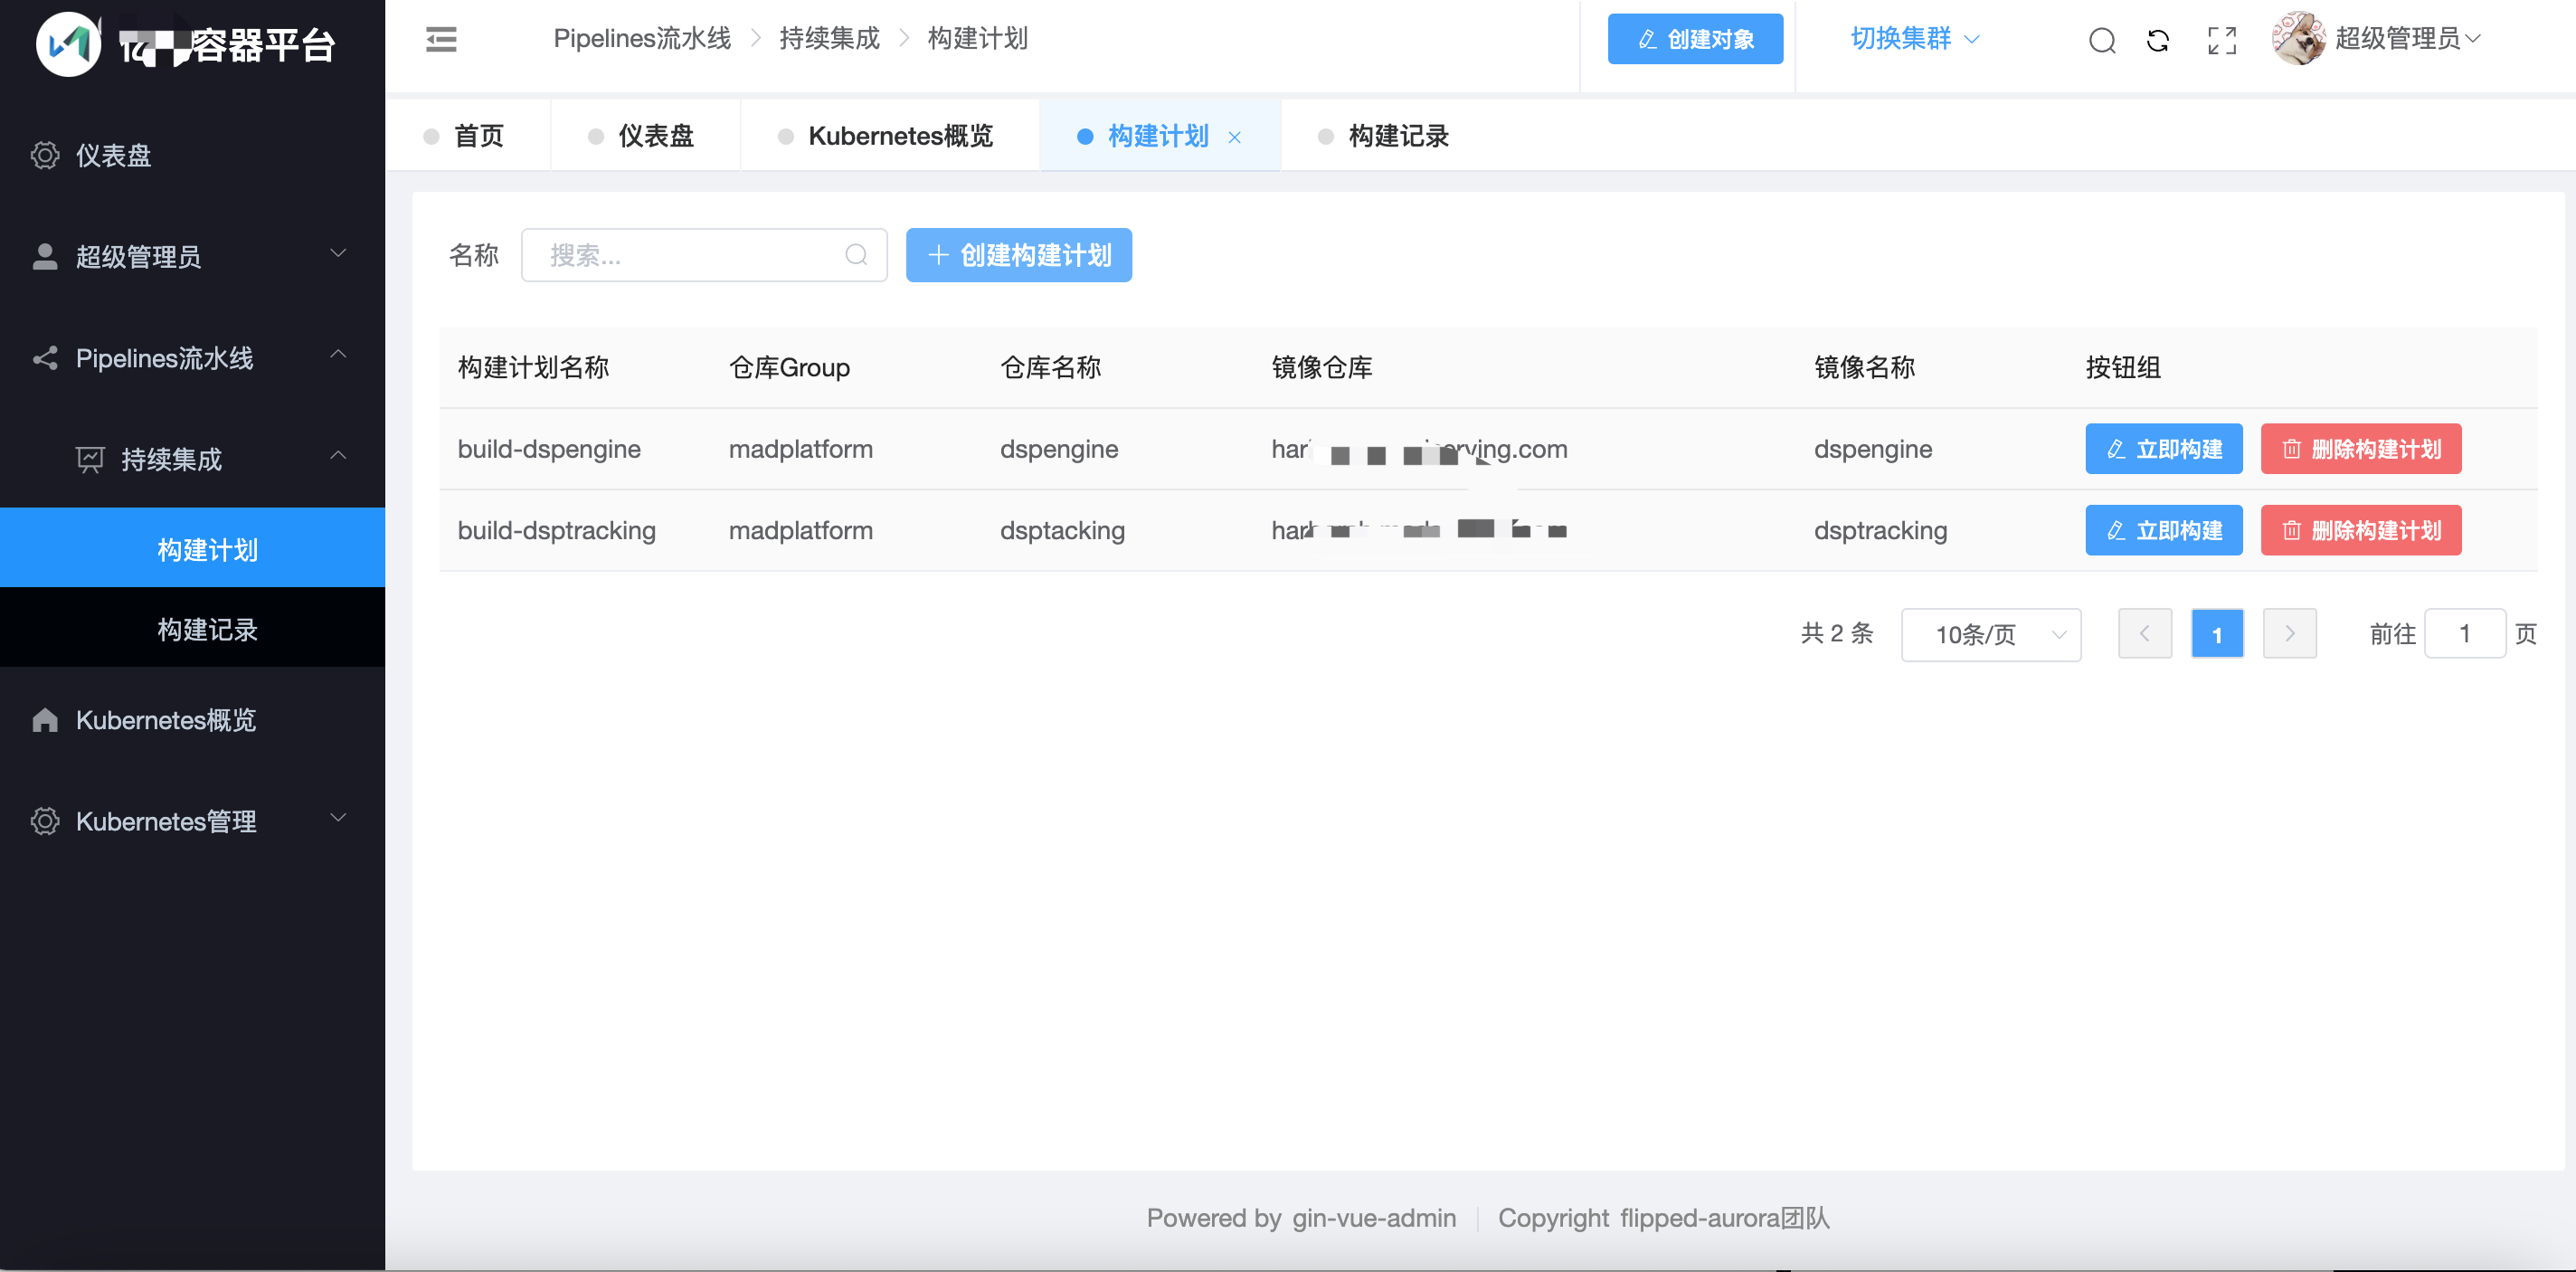 容器平台
Pipelines流水线 > 持续集成 > 构建计划
创建对象
切换集群
超级管理员
首页
仪表盘
Kubernetes概览
构建计划
构建记录
仪表盘
超级管理员
Pipelines流水线
持续集成
构建计划
构建记录
Kubernetes概览
Kubernetes管理
名称 搜索... 创建构建计划
构建计划名称 仓库Group 仓库名称 镜像仓库 镜像名称 按钮组
build-dspengine madplatform dspengine dspengine 立即构建 删除构建计划
build-dsptracking madplatform dsptacking dsptracking 立即构建 删除构建计划
共 2 条 10条/页 1 前往 1 页
Powered by gin-vue-admin Copyright flipped-aurora团队